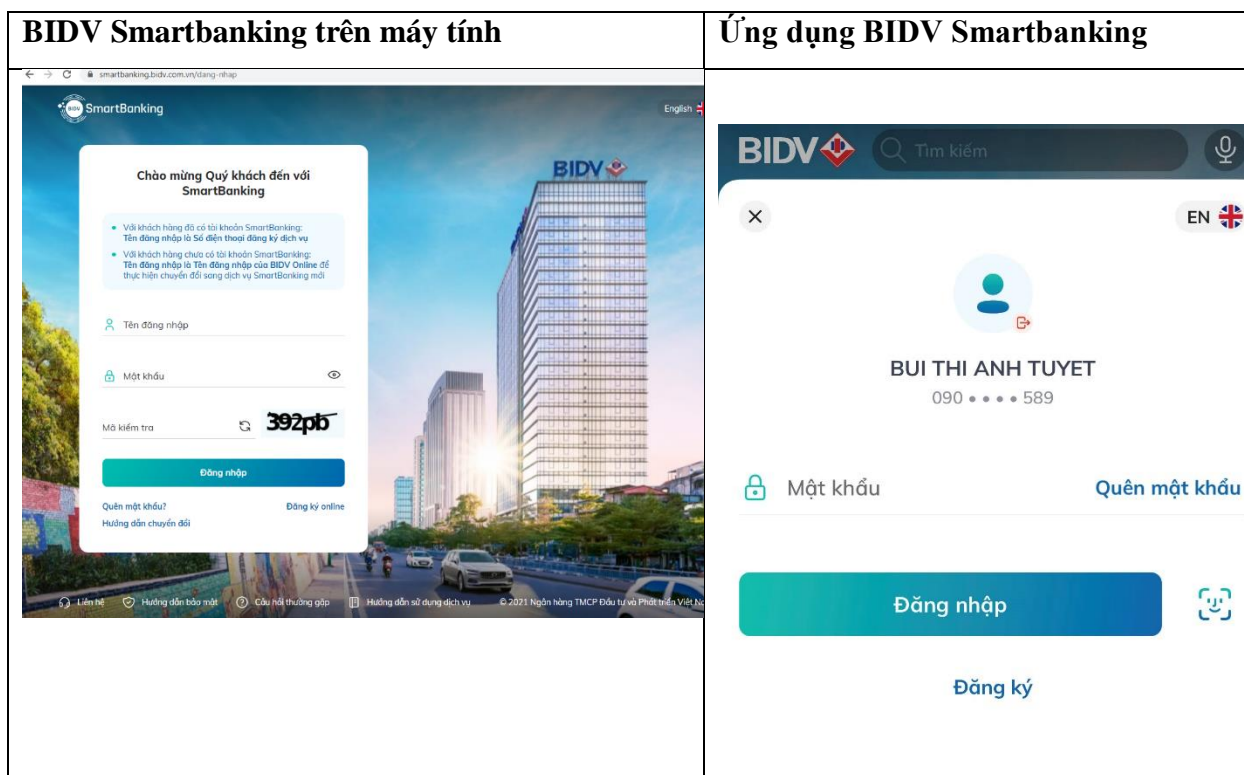 BIDV Smartbanking trên máy tính
Ứng dụng BIDV Smartbanking
smartbanking.bidv.com.vn/dang-nhap
BIDV SmartBanking
English
BIDV
Chào mừng Quý khách đến với
SmartBanking
Với khách hàng đã có tài khoản SmartBanking:
Tên đăng nhập là Số điện thoại đăng ký dịch vụ
Với khách hàng chưa có tài khoản SmartBanking:
Tên đăng nhập là Tên đăng nhập của BIDV Online để
thực hiện chuyển đổi sang dịch vụ SmartBanking mới
Tên đăng nhập
Mật khẩu
Mã kiểm tra
392pb
Đăng nhập
Quên mật khẩu?
Đăng ký online
Hướng dẫn chuyển đổi
Liên hệ
Hướng dẫn bảo mật
Câu hỏi thường gặp
Hướng dẫn sử dụng dịch vụ
© 2021 Ngân hàng TMCP Đầu tư và Phát triển Việt Na
BIDV
Tìm kiếm
EN
BUI THI ANH TUYET
090 • • • • 589
Mật khẩu
Quên mật khẩu
Đăng nhập
Đăng ký